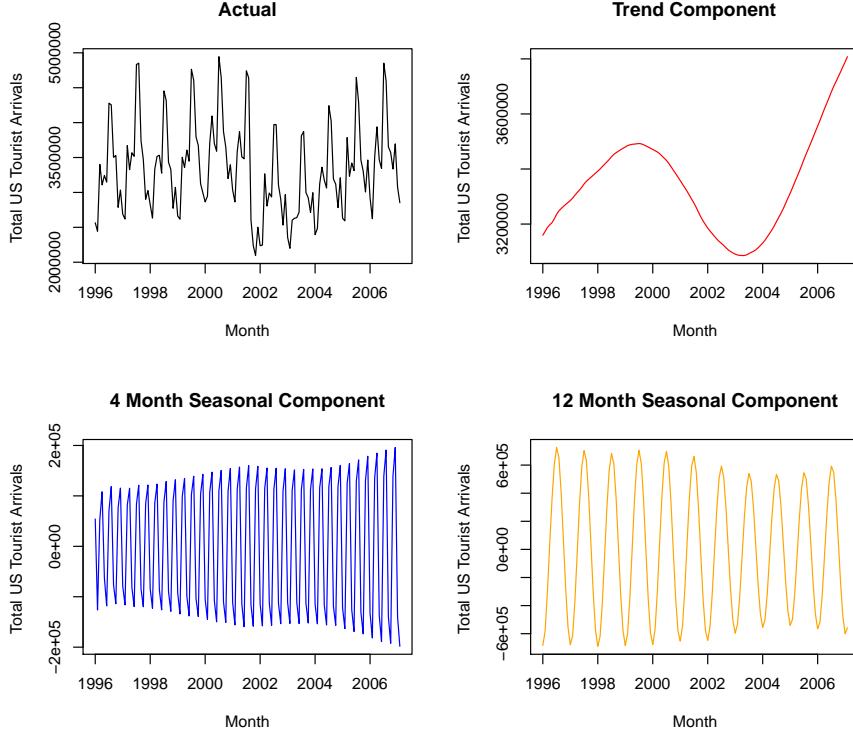 Actual
Total US Tourist Arrivals
2000000 3500000 5000000
1996 1998 2000 2002 2004 2006
Month
Trend Component
Total US Tourist Arrivals
3200000 3600000
1996 1998 2000 2002 2004 2006
Month
4 Month Seasonal Component
Total US Tourist Arrivals
−2e+05 0e+00 2e+05
1996 1998 2000 2002 2004 2006
Month
12 Month Seasonal Component
Total US Tourist Arrivals
−6e+05 0e+00 6e+05
1996 1998 2000 2002 2004 2006
Month